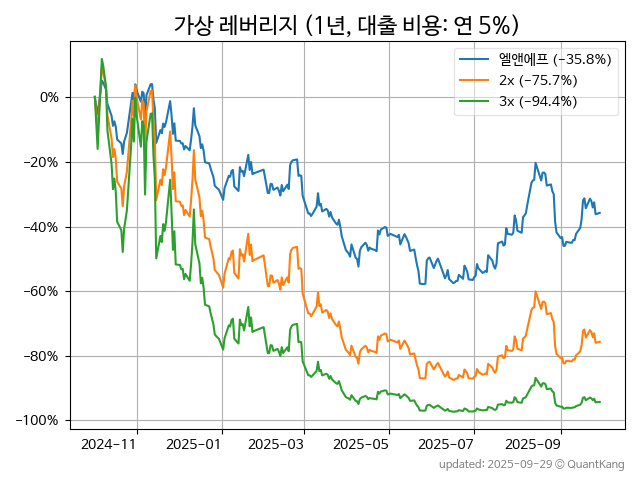 가상 레버리지 (1년, 대출 비용: 연 5%)
엘앤에프 (−35.8%)
2x (−75.7%)
3x (−94.4%)
0%
−20%
−40%
−60%
−80%
−100%
2024-11 2025-01 2025-03 2025-05 2025-07 2025-09
updated: 2025-09-29 © QuantKang